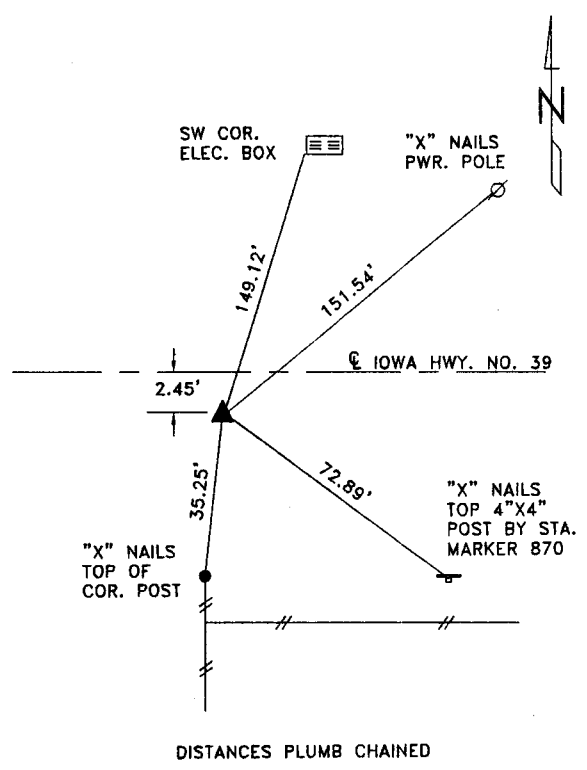 N
SW COR.
ELEC. BOX
"X" NAILS
PWR. POLE
149.12'
151.54'
℄ IOWA HWY. NO. 39
2.45'
35.25'
72.89'
"X" NAILS
TOP 4"X4"
POST BY STA.
MARKER 870
"X" NAILS
TOP OF
COR. POST
DISTANCES PLUMB CHAINED